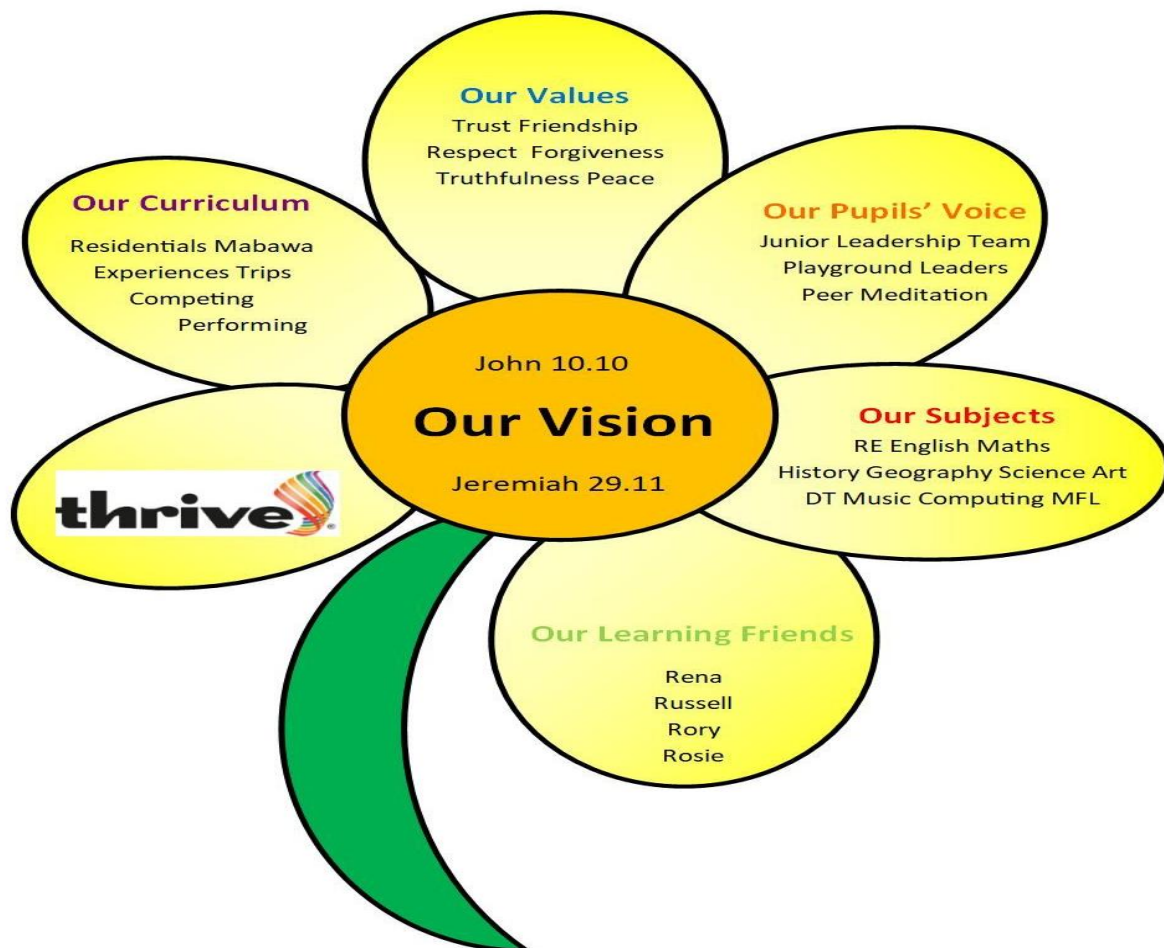 Our Values
Trust Friendship
Respect Forgiveness
Truthfulness Peace
Our Curriculum
Residentials Mabawa
Experiences Trips
Competing
Performing
Our Pupils' Voice
Junior Leadership Team
Playground Leaders
Peer Meditation
John 10.10
Our Vision
Jeremiah 29.11
Our Subjects
RE English Maths
History Geography Science Art
DT Music Computing MFL
thrive®
Our Learning Friends
Rena
Russell
Rory
Rosie